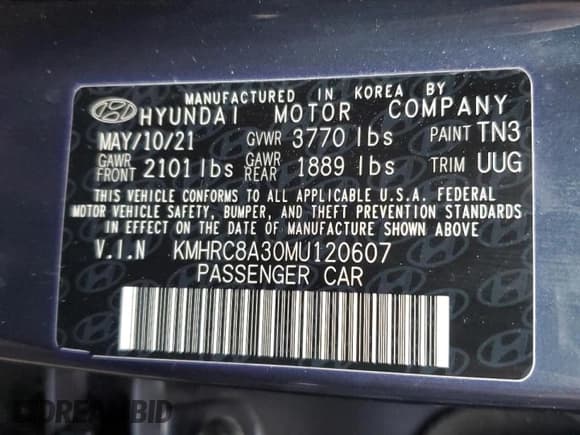 MANUFACTURED IN KOREA BY
HYUNDAI MOTOR COMPANY
MAY/10/21 GVWR 3770 lbs PAINT TN3
GAWR FRONT 2101 lbs GAWR REAR 1889 lbs TRIM UUG
THIS VEHICLE CONFORMS TO ALL APPLICABLE U.S.A. FEDERAL
MOTOR VEHICLE SAFETY, BUMPER, AND THEFT PREVENTION STANDARDS
IN EFFECT ON THE DATE OF MANUFACTURE SHOWN ABOVE
V.I.N KMHRC8A30MU120607
PASSENGER CAR